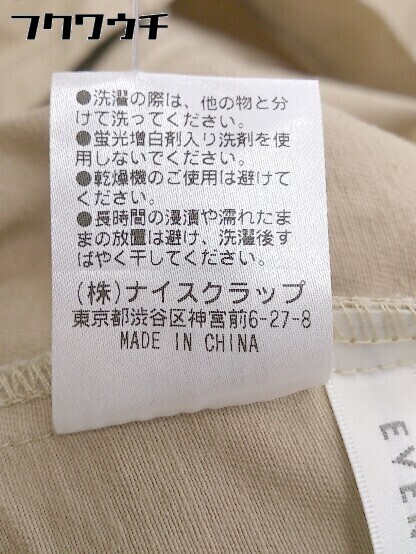 フクワウチ
●洗濯の際は、他の物と分
けて洗ってください。
●蛍光増白剤入り洗剤を使
用しないでください。
●乾燥機のご使用は避けて
ください。
●長時間の浸漬や濡れたま
まの放置は避け、洗濯後す
ばやく干してください。
(株)ナイスクラップ
東京都渋谷区神宮前6-27-8
MADE IN CHINA